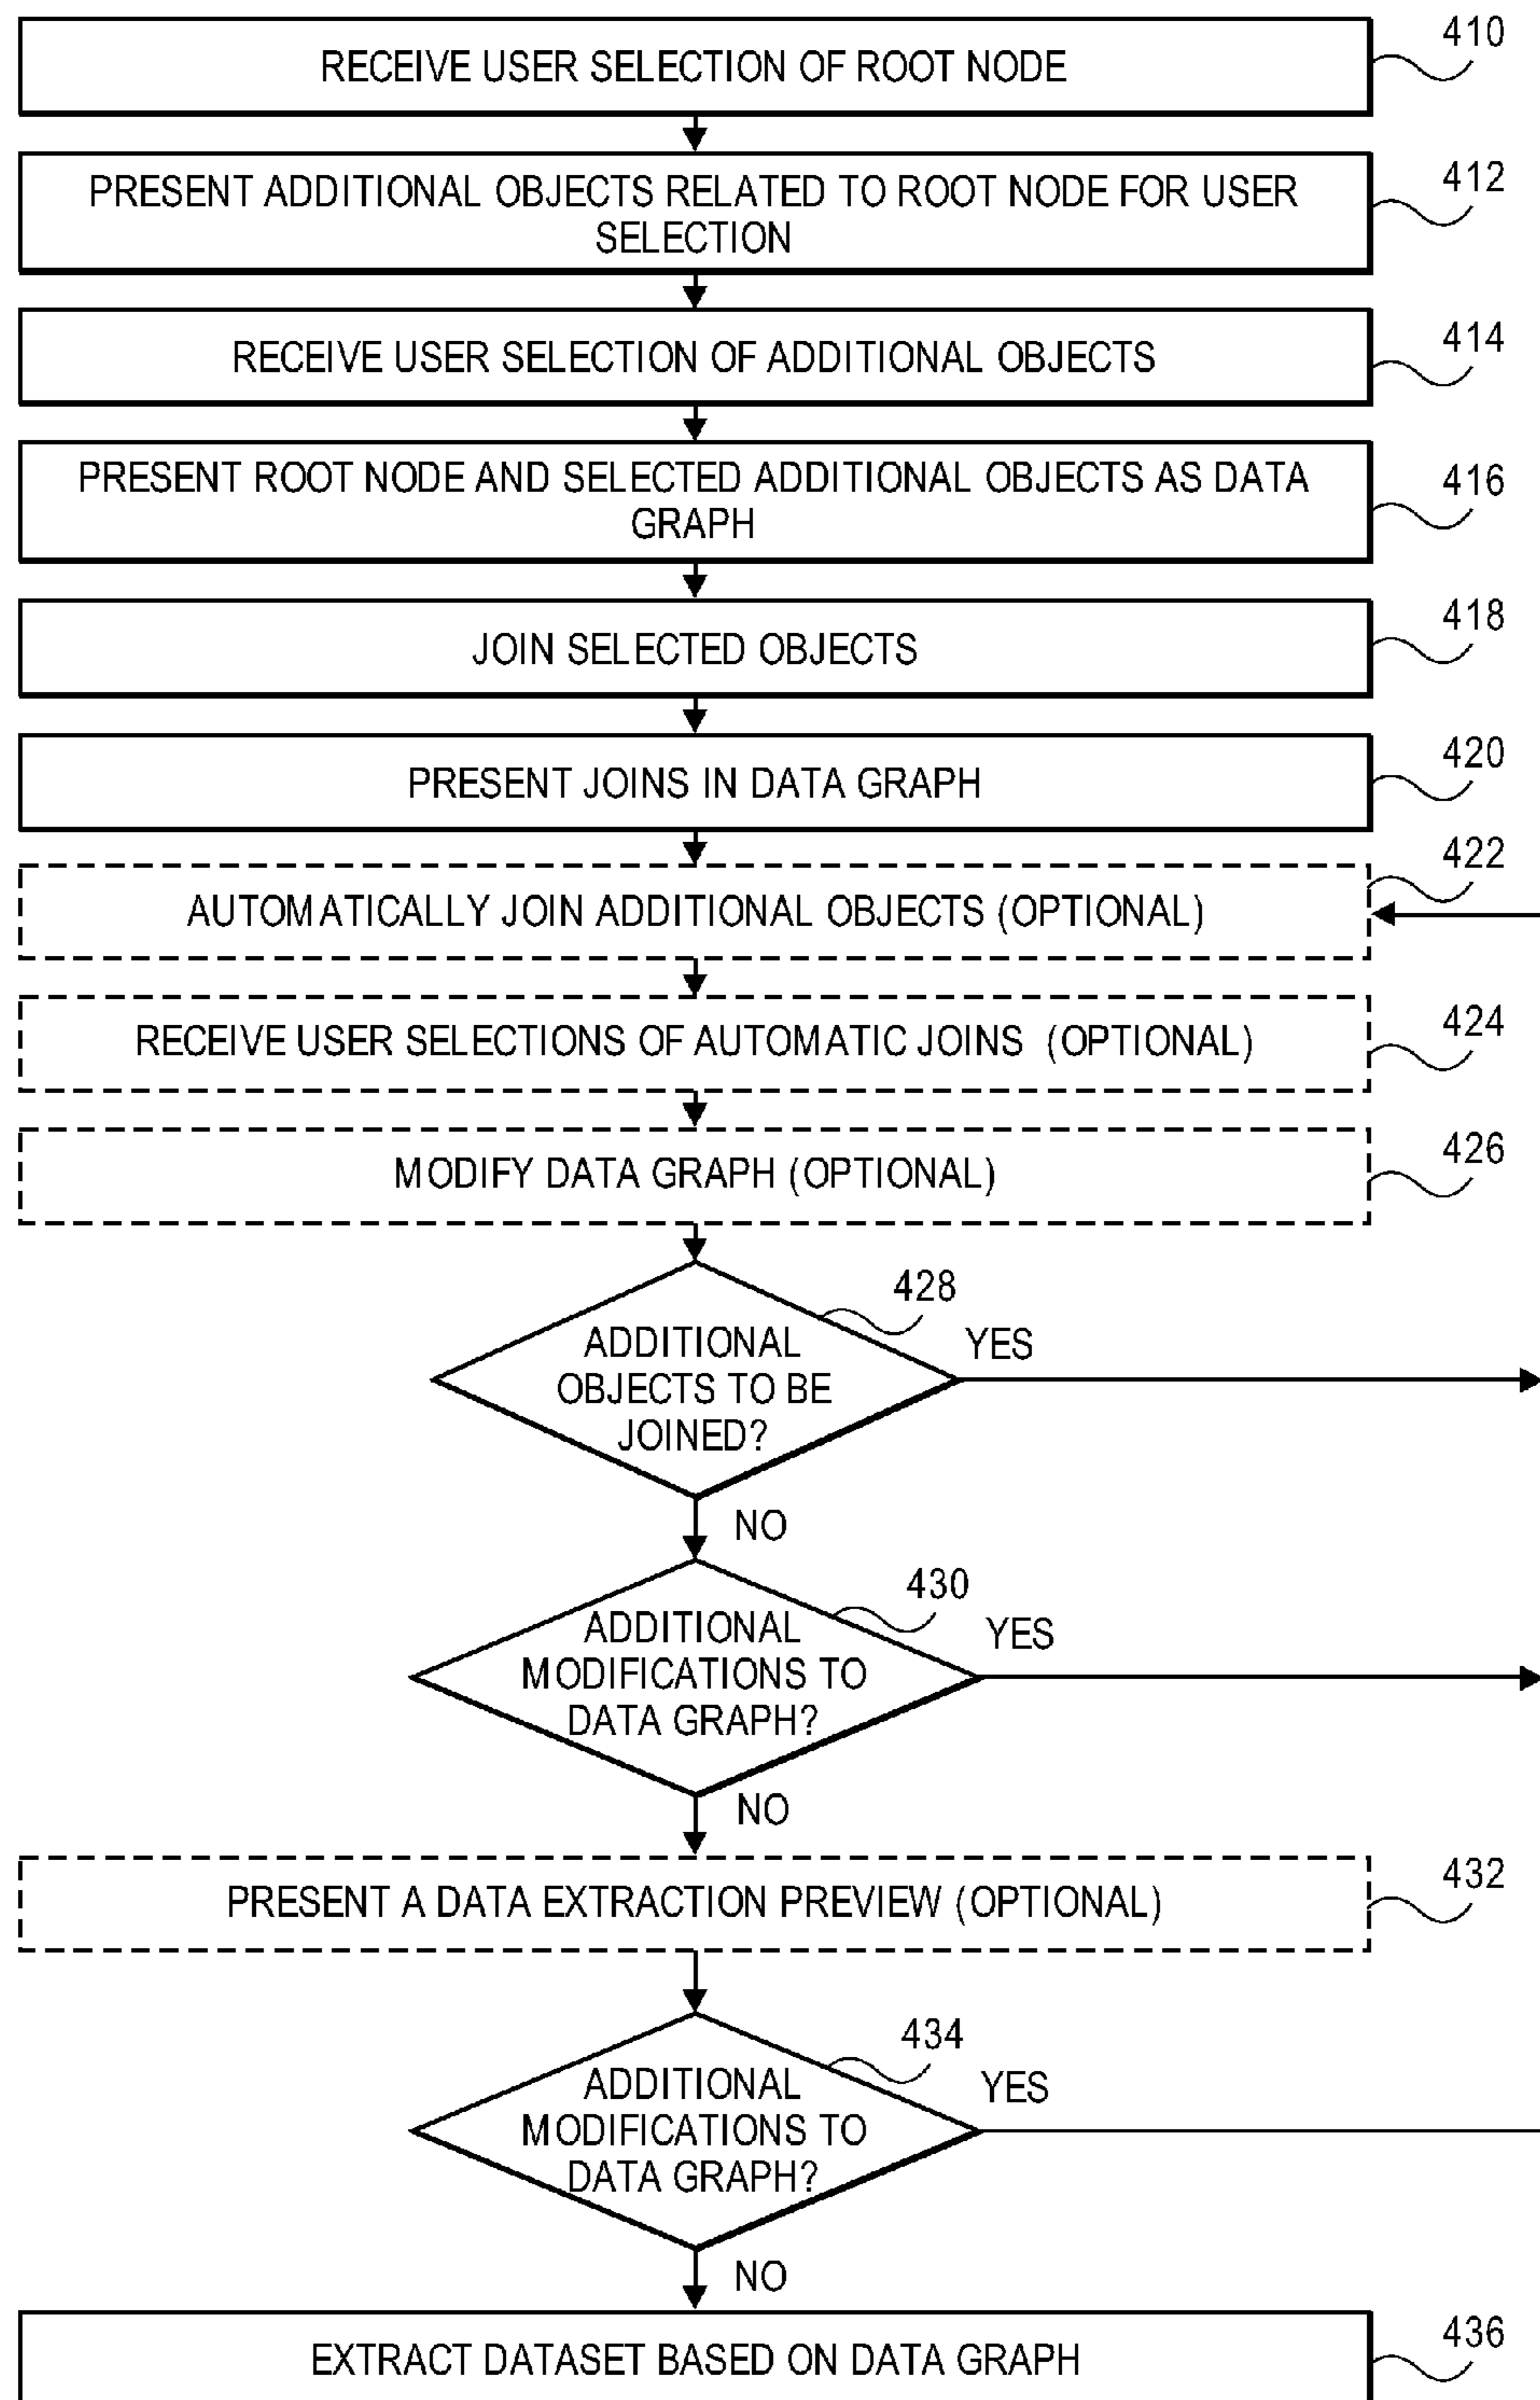 RECEIVE USER SELECTION OF ROOT NODE
410
PRESENT ADDITIONAL OBJECTS RELATED TO ROOT NODE FOR USER
SELECTION
412
RECEIVE USER SELECTION OF ADDITIONAL OBJECTS
414
PRESENT ROOT NODE AND SELECTED ADDITIONAL OBJECTS AS DATA
GRAPH
416
JOIN SELECTED OBJECTS
418
PRESENT JOINS IN DATA GRAPH
420
AUTOMATICALLY JOIN ADDITIONAL OBJECTS (OPTIONAL)
422
RECEIVE USER SELECTIONS OF AUTOMATIC JOINS (OPTIONAL)
424
MODIFY DATA GRAPH (OPTIONAL)
426
428
ADDITIONAL
OBJECTS TO BE
JOINED?
YES
NO
430
ADDITIONAL
MODIFICATIONS TO
DATA GRAPH?
YES
NO
PRESENT A DATA EXTRACTION PREVIEW (OPTIONAL)
432
434
ADDITIONAL
MODIFICATIONS TO
DATA GRAPH?
YES
NO
EXTRACT DATASET BASED ON DATA GRAPH
436